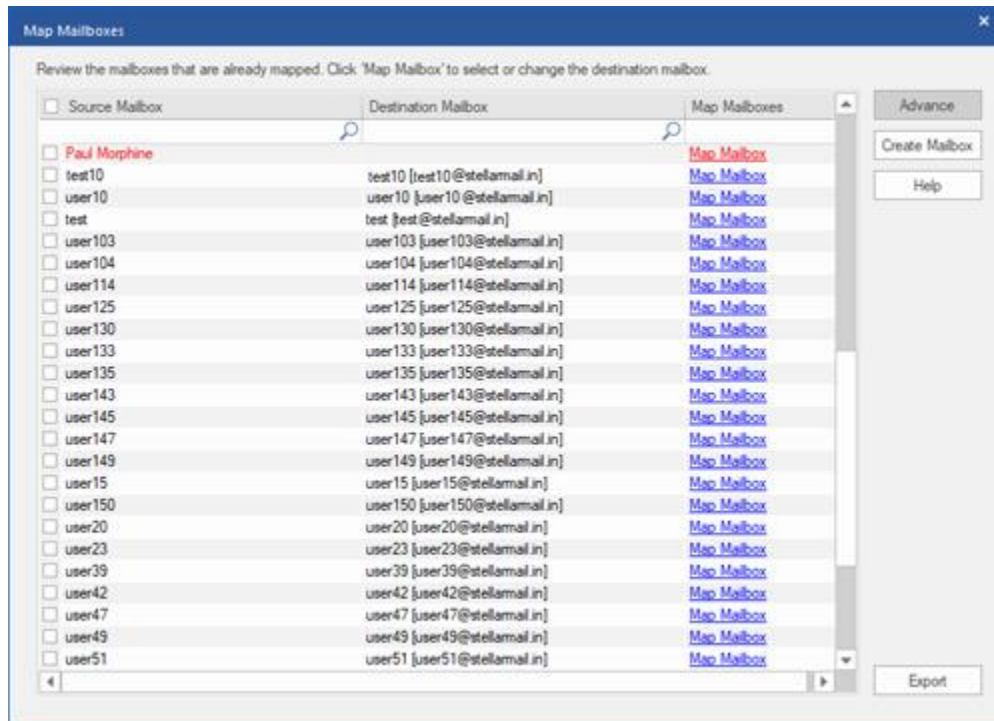 Map Mailboxes
Review the mailboxes that are already mapped. Click 'Map Mailbox' to select or change the destination mailbox.
Source Mailbox Destination Mailbox Map Mailboxes
Advance
Create Mailbox
Help
Paul Morphine Map Mailbox
test10 test10 [test10@stellarmail.in] Map Mailbox
user10 user10 [user10@stellarmail.in] Map Mailbox
test test [test@stellarmail.in] Map Mailbox
user103 user103 [user103@stellarmail.in] Map Mailbox
user104 user104 [user104@stellarmail.in] Map Mailbox
user114 user114 [user114@stellarmail.in] Map Mailbox
user125 user125 [user125@stellarmail.in] Map Mailbox
user130 user130 [user130@stellarmail.in] Map Mailbox
user133 user133 [user133@stellarmail.in] Map Mailbox
user135 user135 [user135@stellarmail.in] Map Mailbox
user143 user143 [user143@stellarmail.in] Map Mailbox
user145 user145 [user145@stellarmail.in] Map Mailbox
user147 user147 [user147@stellarmail.in] Map Mailbox
user149 user149 [user149@stellarmail.in] Map Mailbox
user15 user15 [user15@stellarmail.in] Map Mailbox
user150 user150 [user150@stellarmail.in] Map Mailbox
user20 user20 [user20@stellarmail.in] Map Mailbox
user23 user23 [user23@stellarmail.in] Map Mailbox
user39 user39 [user39@stellarmail.in] Map Mailbox
user42 user42 [user42@stellarmail.in] Map Mailbox
user47 user47 [user47@stellarmail.in] Map Mailbox
user49 user49 [user49@stellarmail.in] Map Mailbox
user51 user51 [user51@stellarmail.in] Map Mailbox
Export